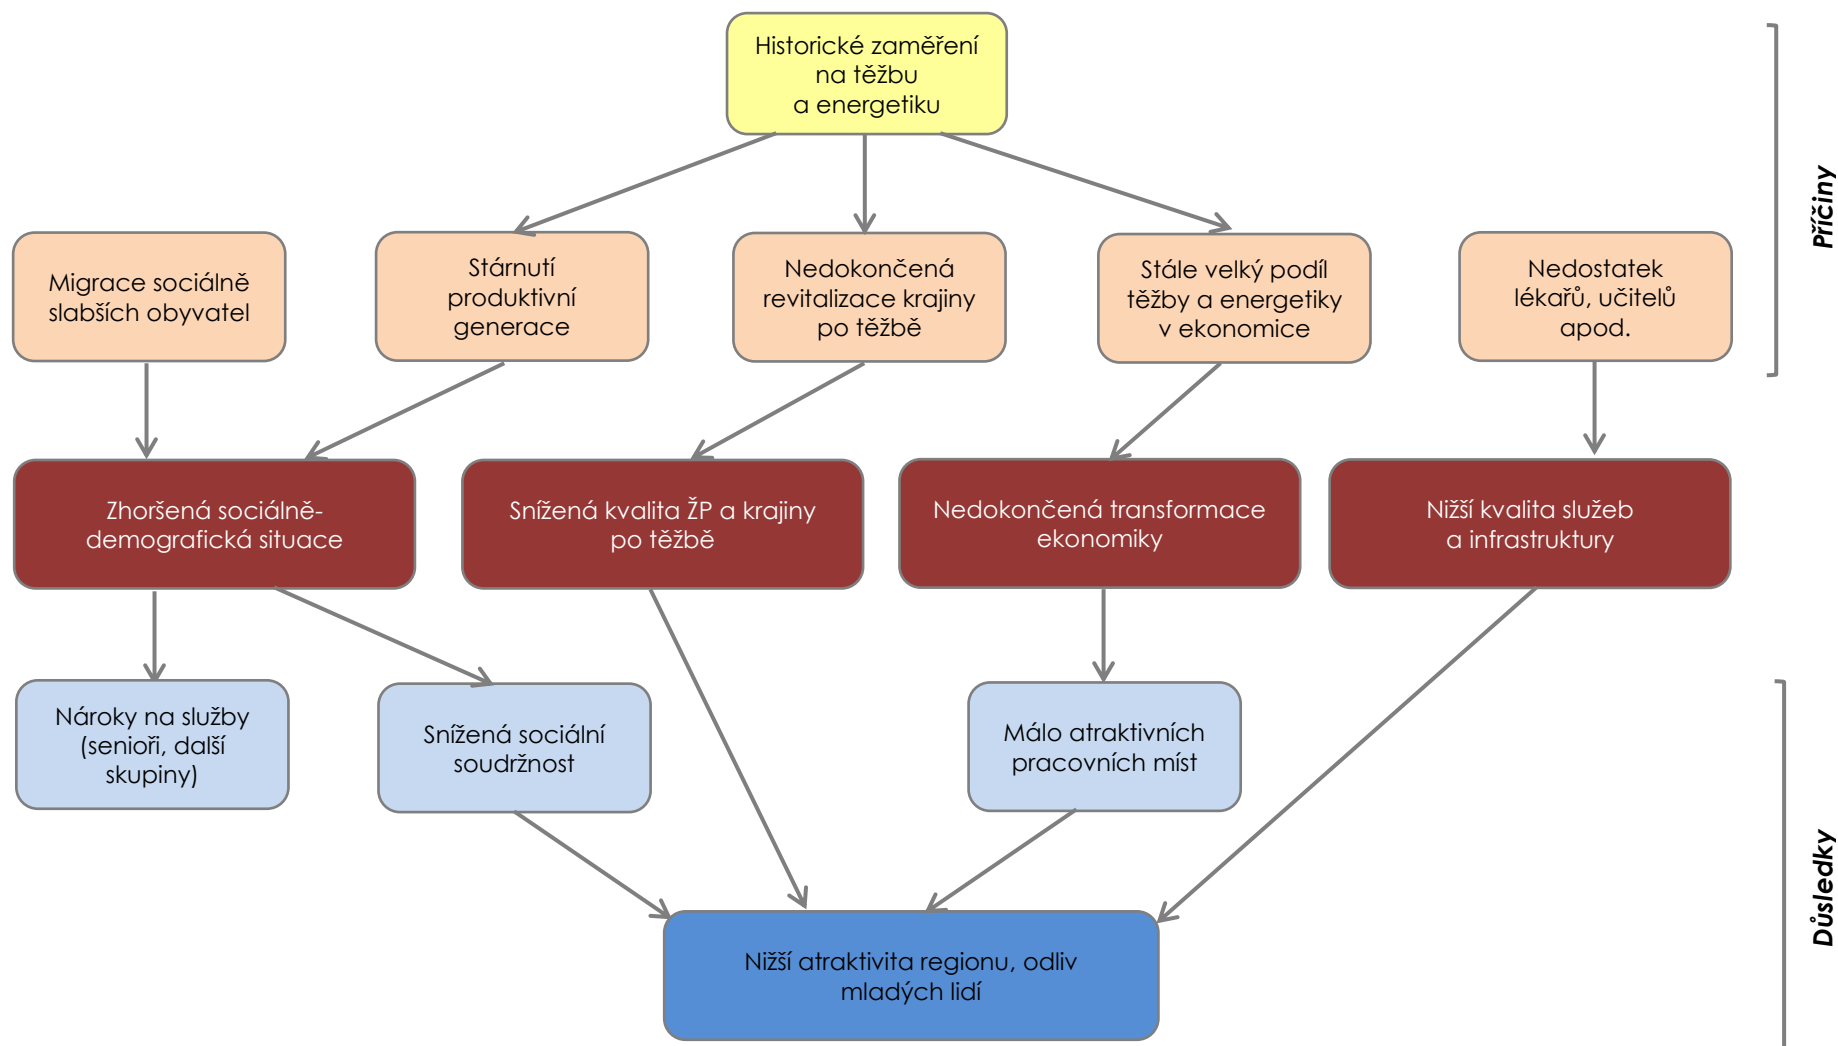 Historické zaměření
na těžbu
a energetiku
Příčiny
Migrace sociálně
slabších obyvatel
Stárnutí
produktivní
generace
Nedokončená
revitalizace krajiny
po těžbě
Stále velký podíl
těžby a energetiky
v ekonomice
Nedostatek
lékařů, učitelů
apod.
Zhoršená sociálně-
demografická situace
Snížená kvalita ŽP a krajiny
po těžbě
Nedokončená transformace
ekonomiky
Nižší kvalita služeb
a infrastruktury
Nároky na služby
(senioři, další
skupiny)
Snížená sociální
soudržnost
Málo atraktivních
pracovních míst
Důsledky
Nižší atraktivita regionu, odliv
mladých lidí